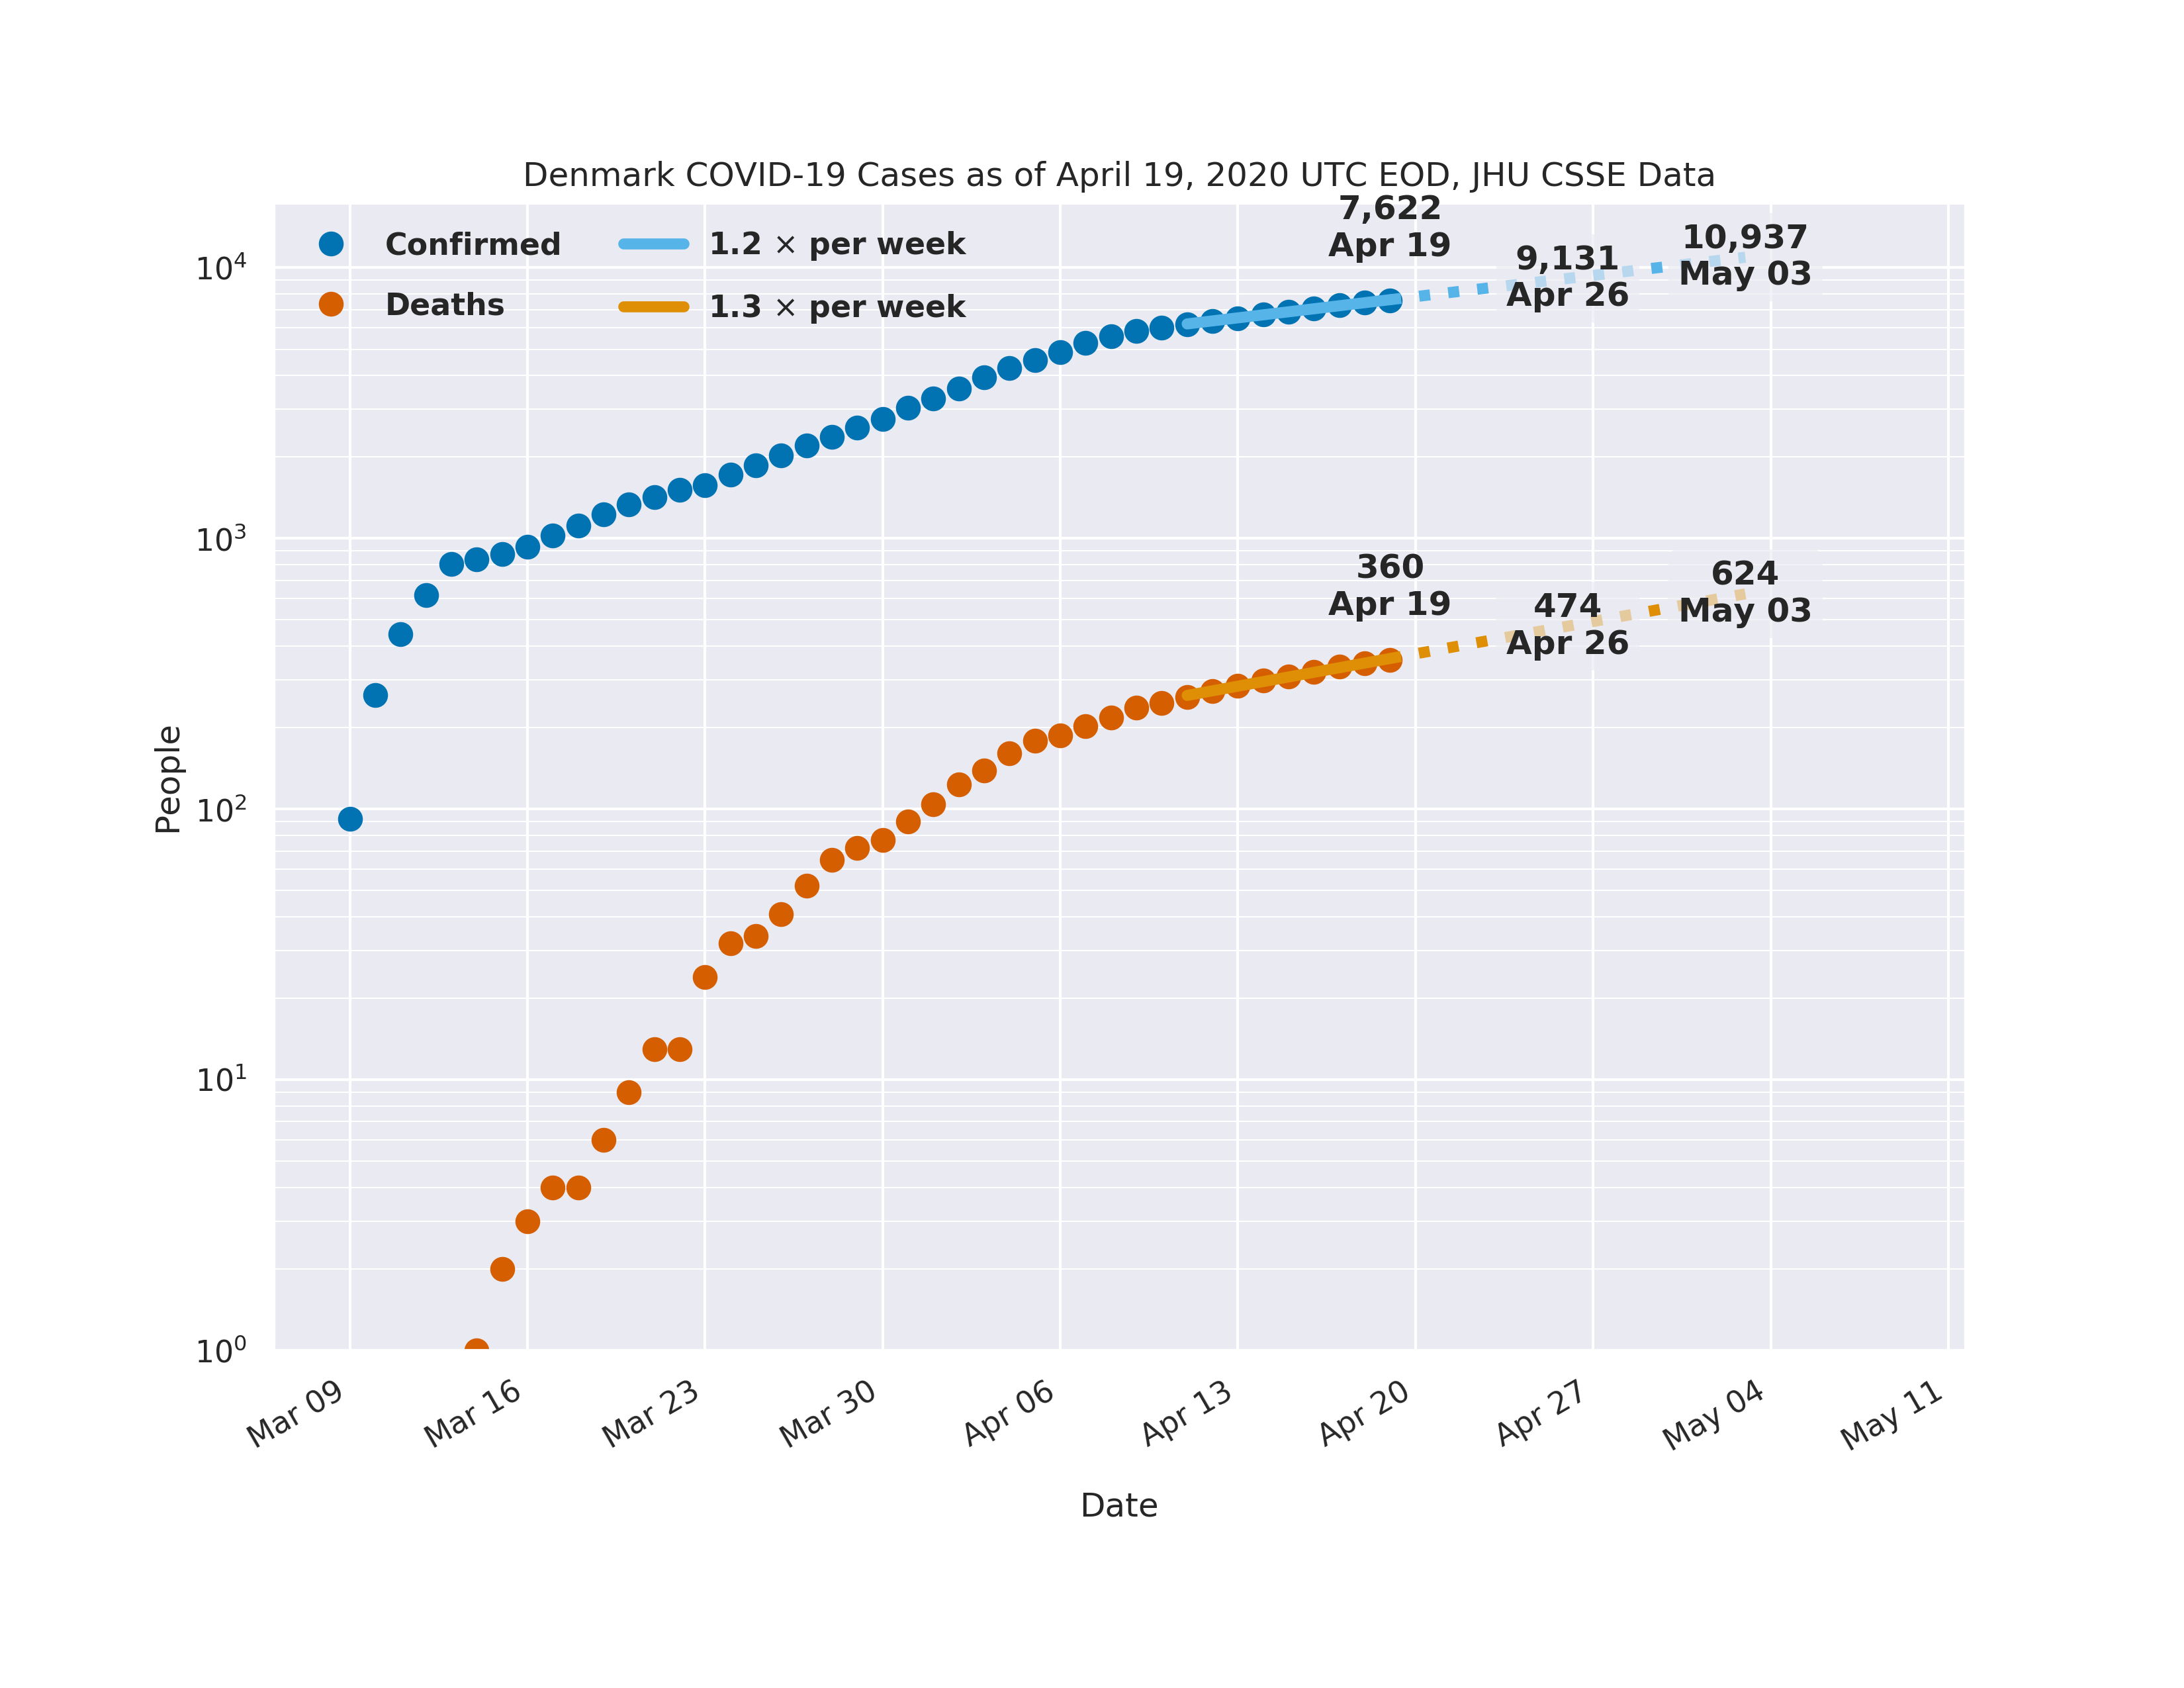 Denmark COVID-19 Cases as of April 19, 2020 UTC EOD, JHU CSSE Data
Confirmed
Deaths
1.2 × per week
1.3 × per week
7,622
Apr 19
9,131
Apr 26
10,937
May 03
360
Apr 19
474
Apr 26
624
May 03
People
10⁴
10³
10²
10¹
10⁰
Mar 09
Mar 16
Mar 23
Mar 30
Apr 06
Apr 13
Apr 20
Apr 27
May 04
May 11
Date